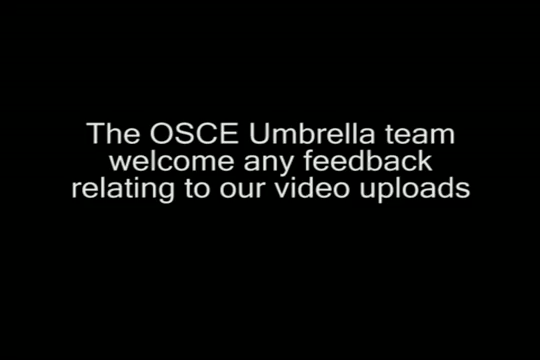 The OSCE Umbrella team
welcome any feedback
relating to our video uploads